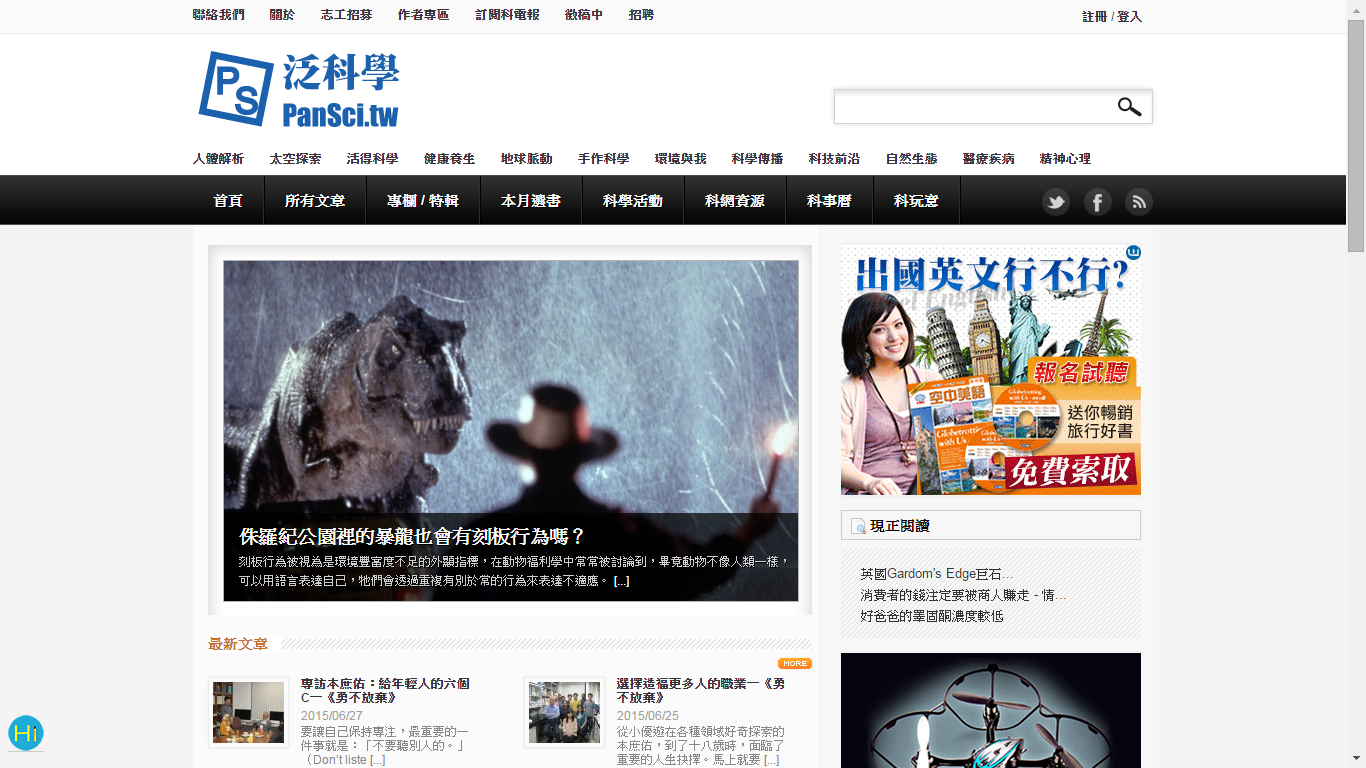 聯絡我們 關於 志工招募 作者專區 訂閱科電報 徵稿中 招聘 註冊 / 登入
PS
泛科學
PanSci.tw
人體解析 太空探索 活得科學 健康養生 地球脈動 手作科學 環境與我 科學傳播 科技前沿 自然生態 醫療疾病 精神心理
首頁 所有文章 專欄 / 特輯 本月選書 科學活動 科網資源 科事曆 科玩意
侏羅紀公園裡的暴龍也會有刻板行為嗎？
刻板行為被視為是環境豐富度不足的外顯指標，在動物福利學中常常被討論到，畢竟動物不像人類一樣，
可以用語言表達自己，牠們會透過重複有別於常的行為來表達不適應。 [...]
出國英文行不行?
報名試聽
空中英語
Globetrotting
with Us
送你暢銷
旅行好書
免費索取
現正閱讀
英國Gardom's Edge巨石...
消費者的錢注定要被商人賺走 - 情...
好爸爸的睪固酮濃度較低
最新文章
MORE
專訪本庶佑：給年輕人的六個
C—《勇不放棄》
2015/06/27
要讓自己保持專注，最重要的一
件事就是：「不要聽別人的。」
（Don't liste [...]
選擇造福更多人的職業—《勇
不放棄》
2015/06/25
從小優遊在各種領域好奇探索的
本庶佑，到了十八歲時，面臨了
重要的人生抉擇。馬上就要 [...]
Hi